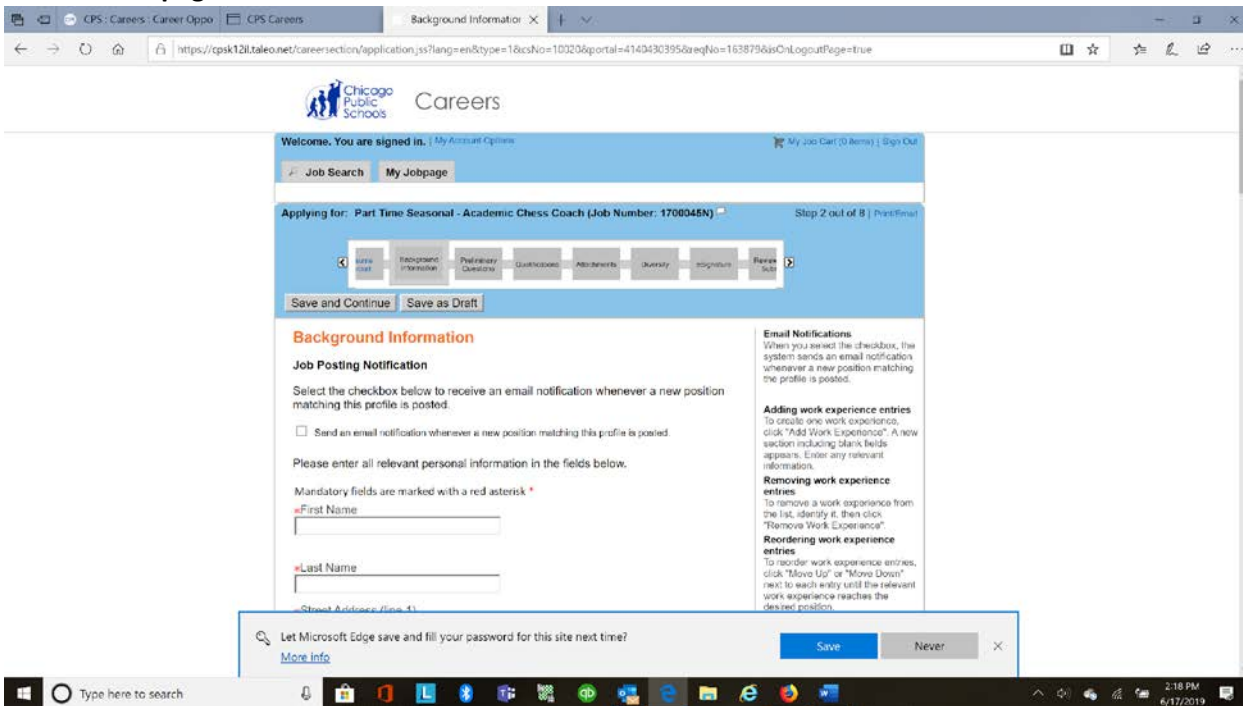 CPS : Careers : Career Oppo
CPS Careers
Background Information
https://cpsk12il.taleo.net/careersection/application.jss?lang=en&type=1&csNo=10020&portal=4140430395&reqNo=163879&isOnLogoutPage=true
Chicago
Public
Schools
Careers
Welcome. You are signed in. | My Account Options
My Job Cart (0 items) | Sign Out
Job Search
My Jobpage
Applying for: Part Time Seasonal - Academic Chess Coach (Job Number: 1700045N)
Step 2 out of 8 | Print/Email
Background
Information
Preliminary
Questions
Qualifications
Attachments
Diversity
eSignature
Save and Continue
Save as Draft
Background Information
Job Posting Notification
Select the checkbox below to receive an email notification whenever a new position
matching this profile is posted.
Send an email notification whenever a new position matching this profile is posted.
Please enter all relevant personal information in the fields below.
Mandatory fields are marked with a red asterisk *
*First Name
*Last Name
*Street Address (line 1)
Email Notifications
When you select the checkbox, the
system sends an email notification
whenever a new position matching
the profile is posted.
Adding work experience entries
To create one work experience,
click "Add Work Experience". A new
section including blank fields
appears. Enter any relevant
information.
Removing work experience
entries
To remove a work experience from
the list, identify it, then click
"Remove Work Experience".
Reordering work experience
entries
To reorder work experience entries,
click "Move Up" or "Move Down"
next to each entry until the relevant
work experience reaches the
desired position.
Let Microsoft Edge save and fill your password for this site next time?
More info
Save
Never
Type here to search
2:18 PM
6/17/2019